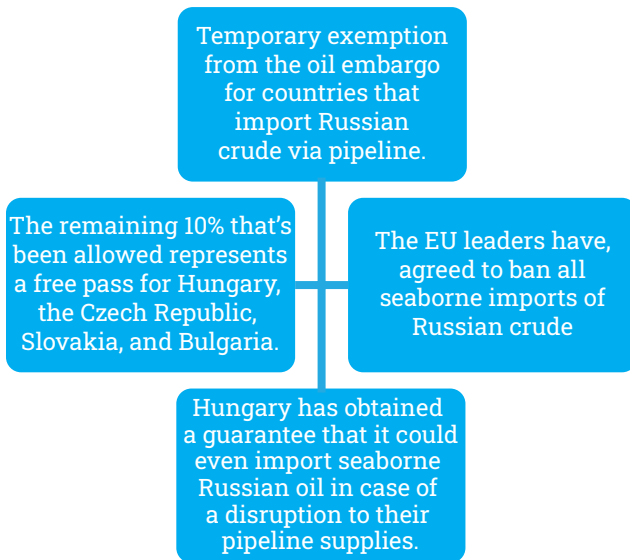 Temporary exemption
from the oil embargo
for countries that
import Russian
crude via pipeline.
The remaining 10% that's
been allowed represents
a free pass for Hungary,
the Czech Republic,
Slovakia, and Bulgaria.
The EU leaders have,
agreed to ban all
seaborne imports of
Russian crude
Hungary has obtained
a guarantee that it could
even import seaborne
Russian oil in case of
a disruption to their
pipeline supplies.